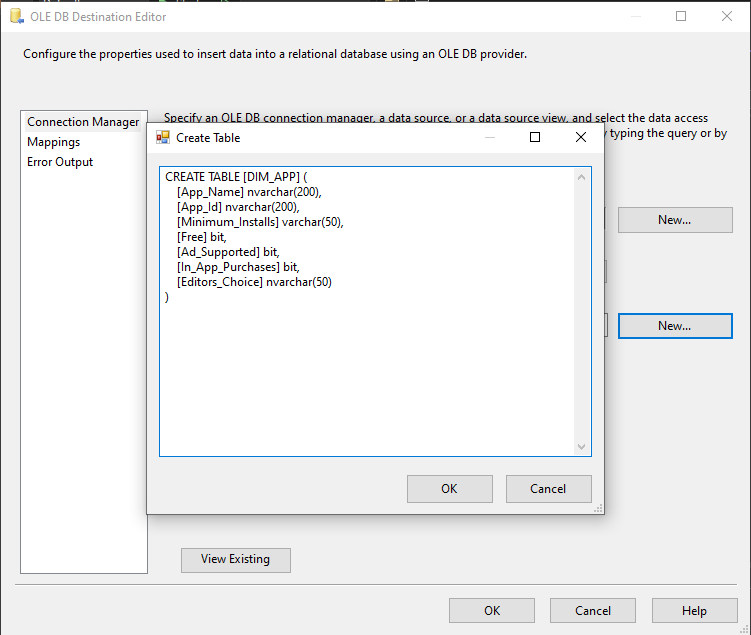 OLE DB Destination Editor
Configure the properties used to insert data into a relational database using an OLE DB provider.
Connection Manager
Mappings
Error Output
Specify an OLE DB connection manager, a data source, or a data source view, and select the data access
typing the query or by
Create Table
CREATE TABLE [DIM_APP] (
[App_Name] nvarchar(200),
[App_Id] nvarchar(200),
[Minimum_Installs] varchar(50),
[Free] bit,
[Ad_Supported] bit,
[In_App_Purchases] bit,
[Editors_Choice] nvarchar(50)
)
New...
New...
OK
Cancel
View Existing
OK
Cancel
Help